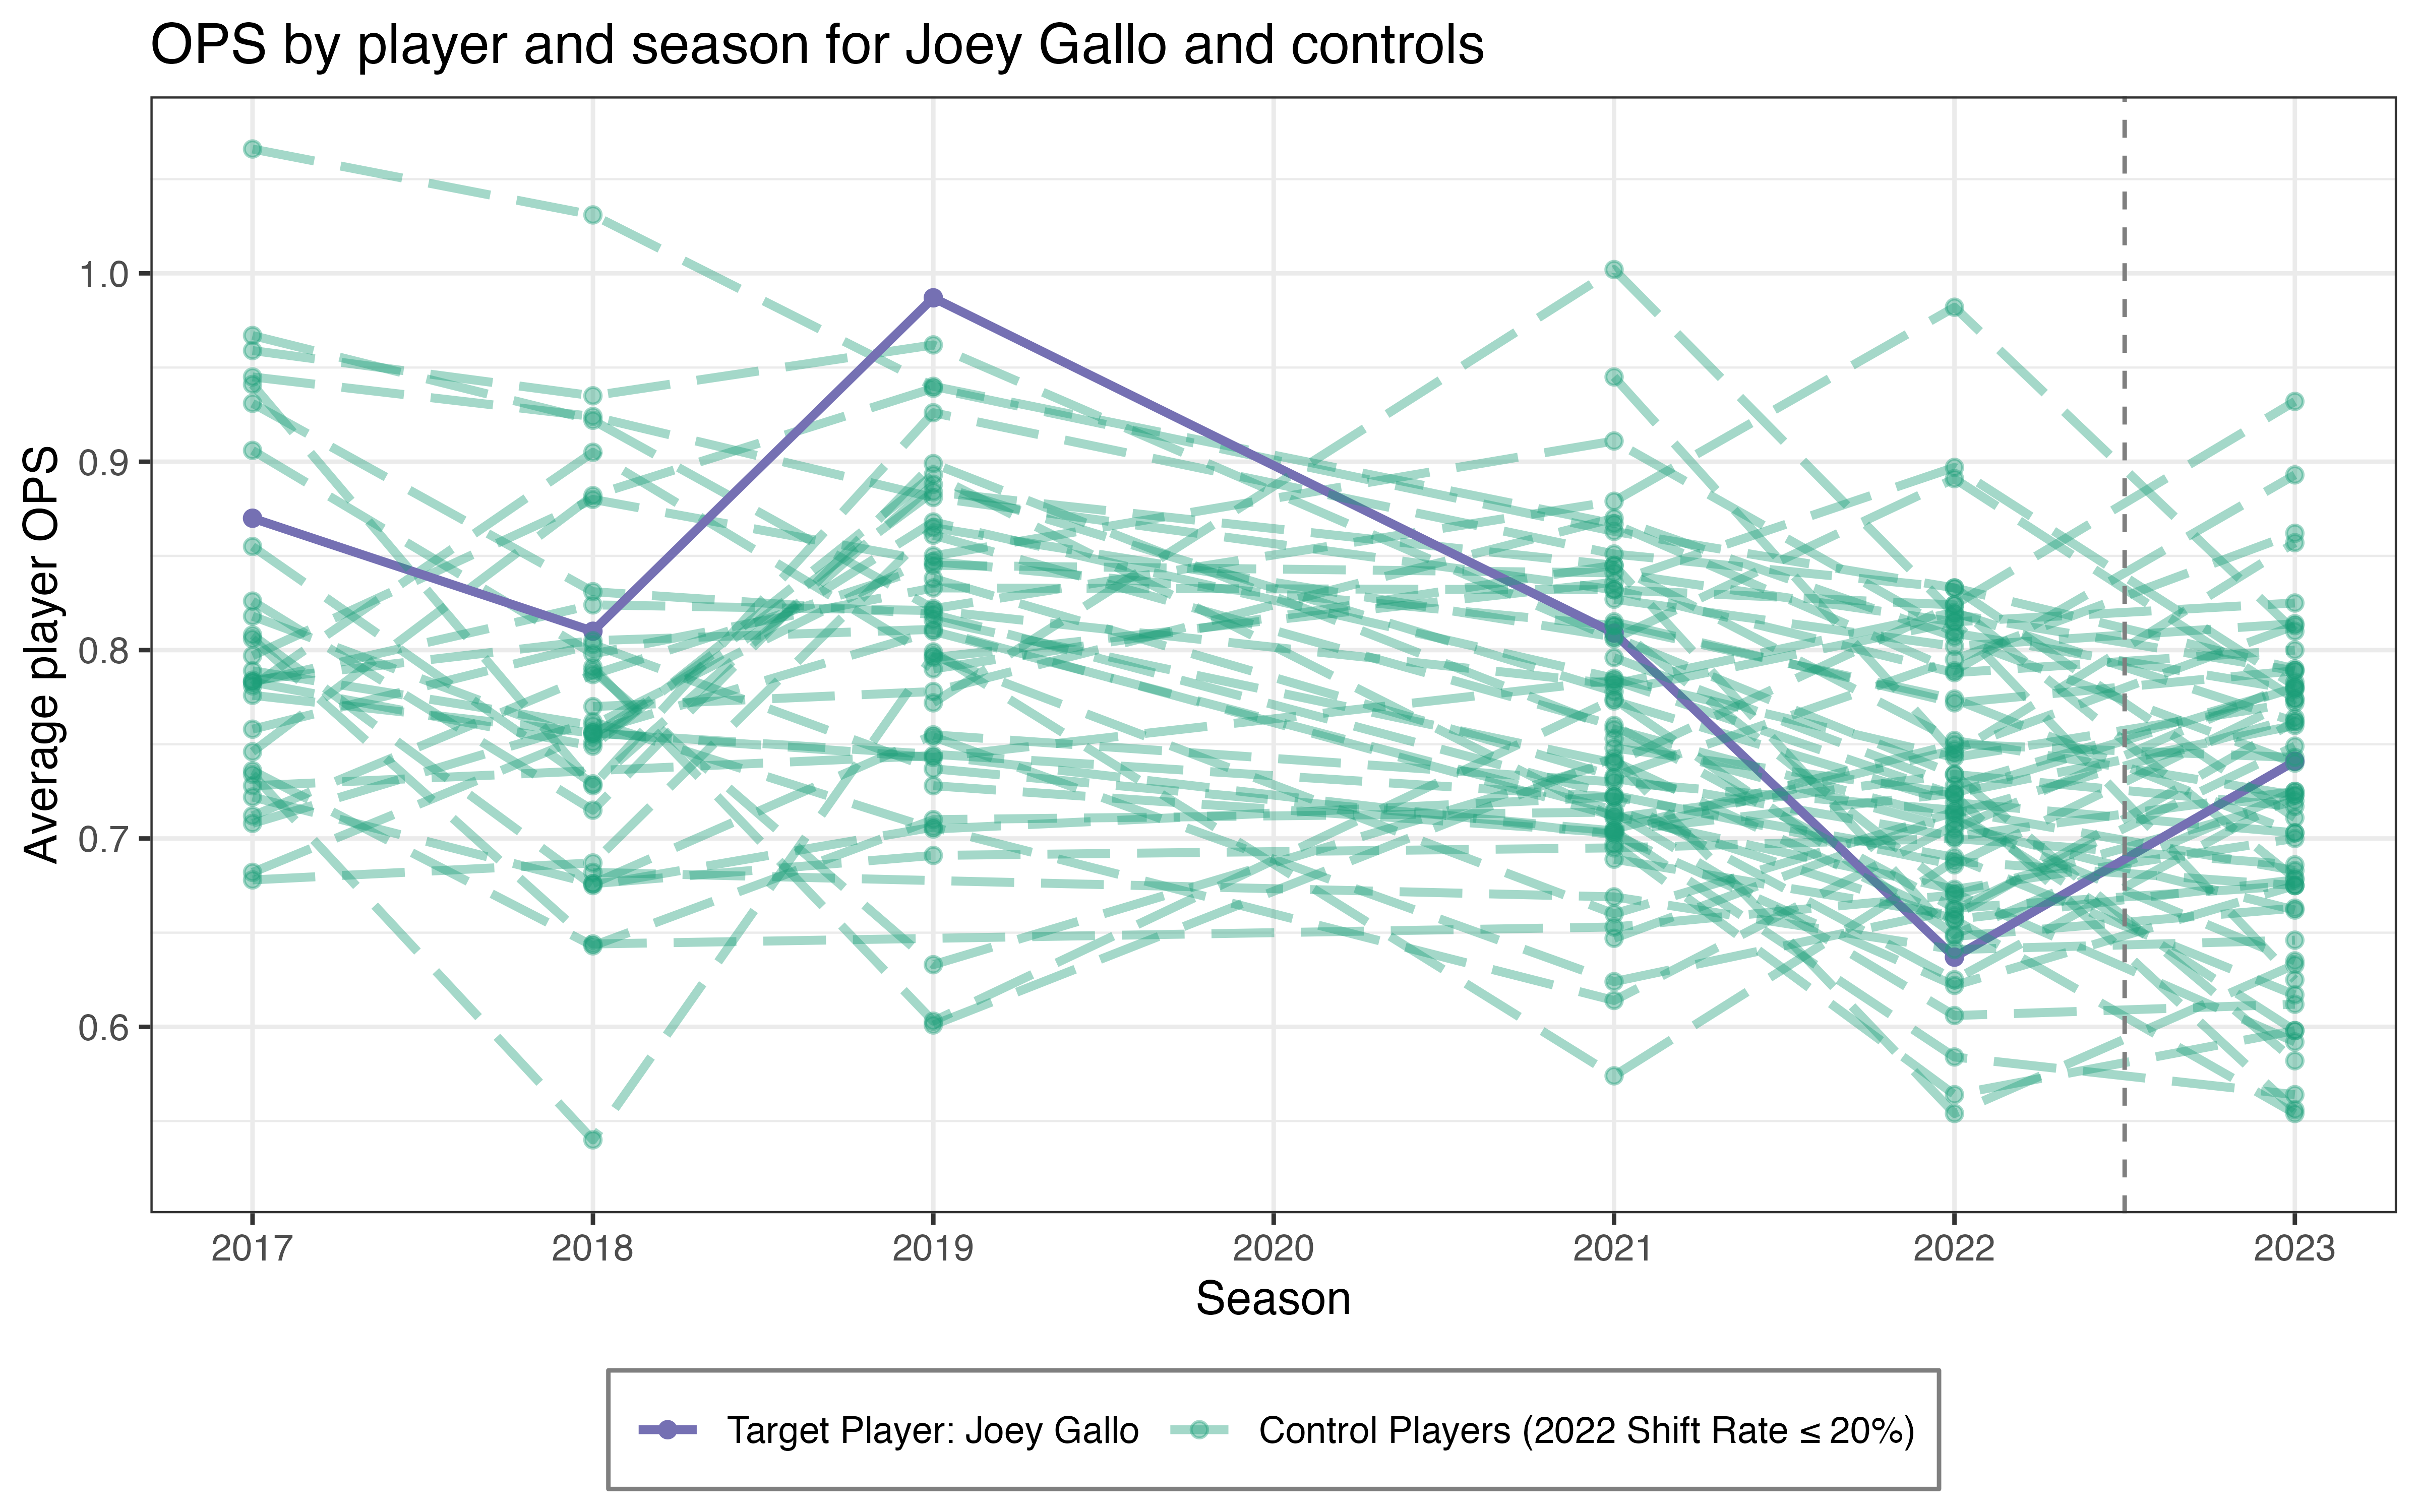 OPS by player and season for Joey Gallo and controls
Average player OPS
1.0
0.9
0.8
0.7
0.6
2017 2018 2019 2020 2021 2022 2023
Season
Target Player: Joey Gallo Control Players (2022 Shift Rate ≤ 20%)